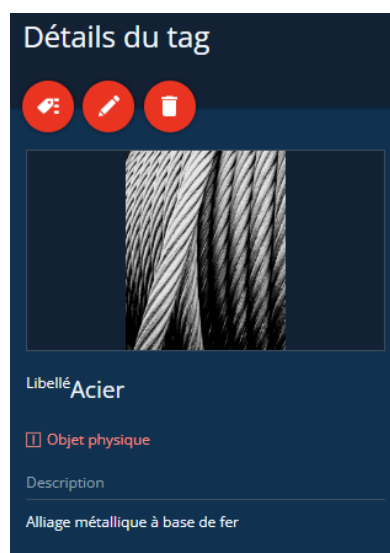 Détails du tag
Libellé Acier
Objet physique
Description
Alliage métallique à base de fer